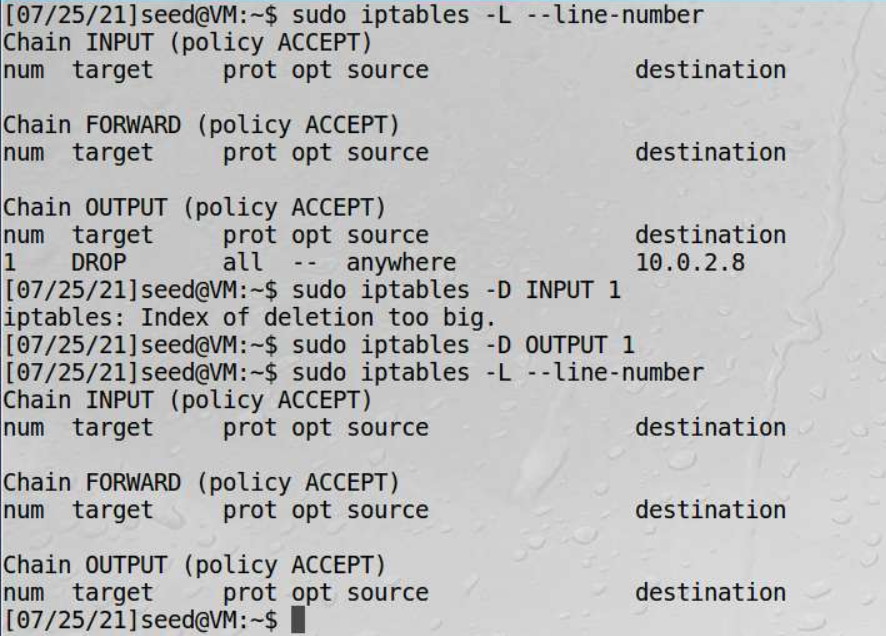 [07/25/21]seed@VM:~$ sudo iptables -L --line-number
Chain INPUT (policy ACCEPT)
num  target     prot opt source               destination

Chain FORWARD (policy ACCEPT)
num  target     prot opt source               destination

Chain OUTPUT (policy ACCEPT)
num  target     prot opt source               destination
1    DROP       all  --  anywhere             10.0.2.8
[07/25/21]seed@VM:~$ sudo iptables -D INPUT 1
iptables: Index of deletion too big.
[07/25/21]seed@VM:~$ sudo iptables -D OUTPUT 1
[07/25/21]seed@VM:~$ sudo iptables -L --line-number
Chain INPUT (policy ACCEPT)
num  target     prot opt source               destination

Chain FORWARD (policy ACCEPT)
num  target     prot opt source               destination

Chain OUTPUT (policy ACCEPT)
num  target     prot opt source               destination
[07/25/21]seed@VM:~$